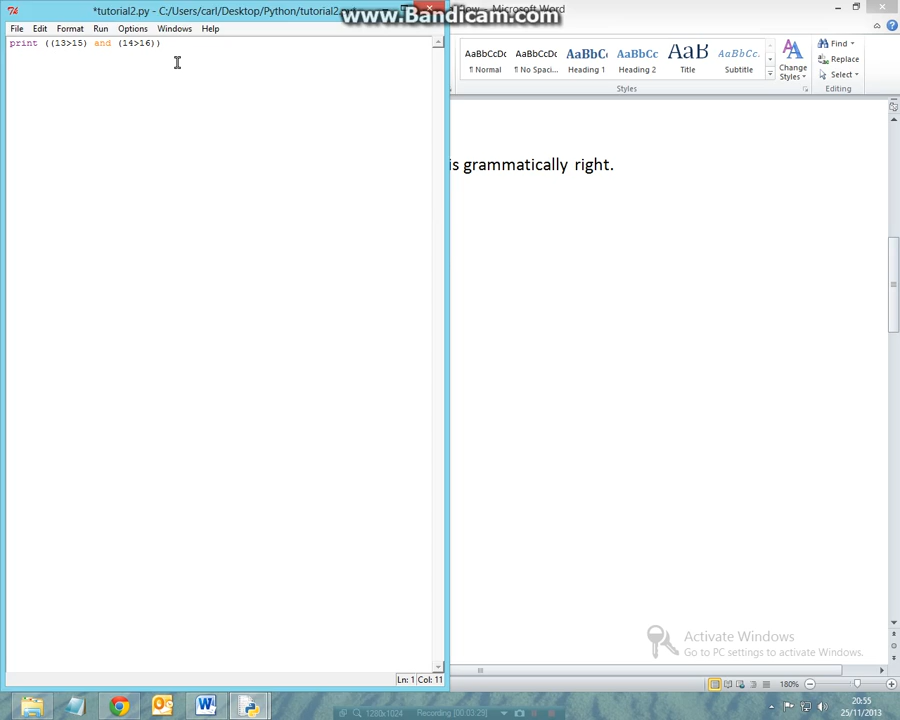 *tutorial2.py - C:/Users/carl/Desktop/Python/tutorial2.py
www.Bandicam.com
- Microsoft Word
File Edit Format Run Options Windows Help
print ((13>15) and (14>16))
AaBbCcDc AaBbCcDc AaBbC( AaBbCc AaB AaBbCc.
¶ Normal ¶ No Spaci... Heading 1 Heading 2 Title Subtitle
Change Styles
Find
Replace
Select
Styles
Editing
is grammatically right.
Activate Windows
Go to PC settings to activate Windows.
Ln: 1 Col: 11
180%
1280x1024 Recording [00:03:29]
20:55
25/11/2013